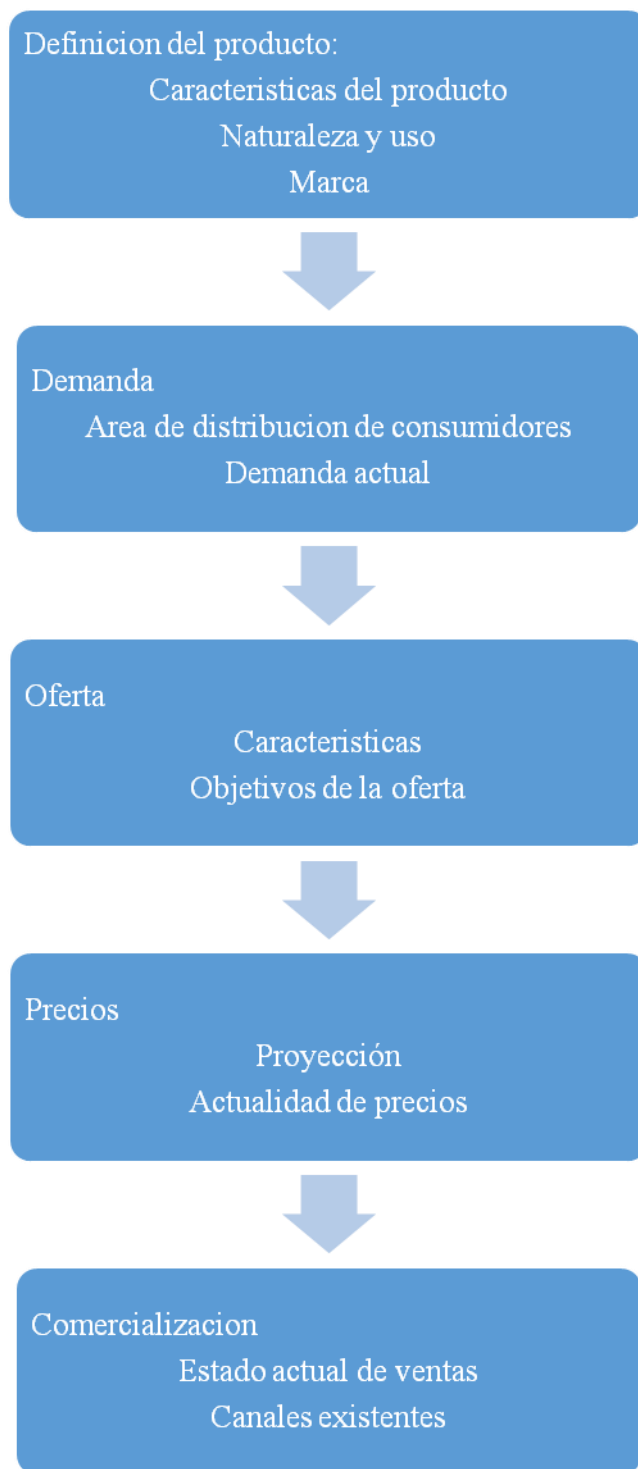 Definicion del producto:
Caracteristicas del producto
Naturaleza y uso
Marca
Demanda
Area de distribucion de consumidores
Demanda actual
Oferta
Caracteristicas
Objetivos de la oferta
Precios
Proyección
Actualidad de precios
Comercializacion
Estado actual de ventas
Canales existentes